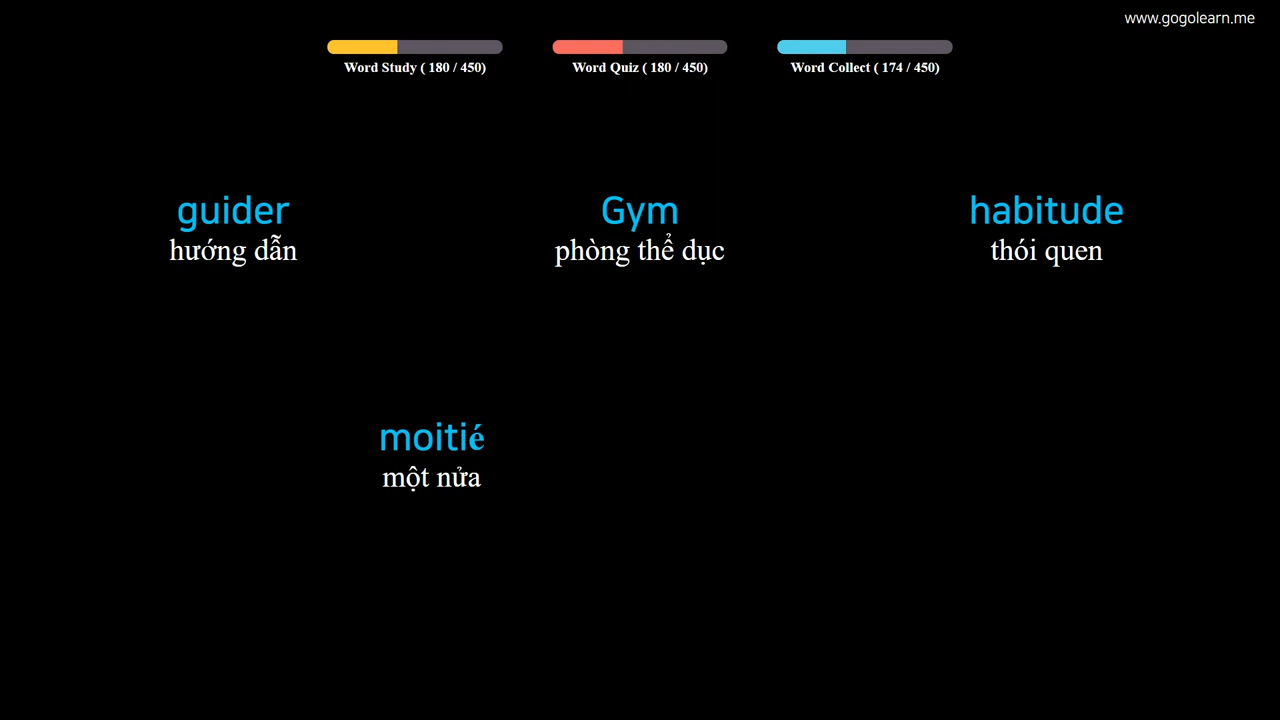 www.gogolearn.me
Word Study ( 180 / 450)
Word Quiz ( 180 / 450)
Word Collect ( 174 / 450)
guider
hướng dẫn
Gym
phòng thể dục
habitude
thói quen
moitié
một nửa